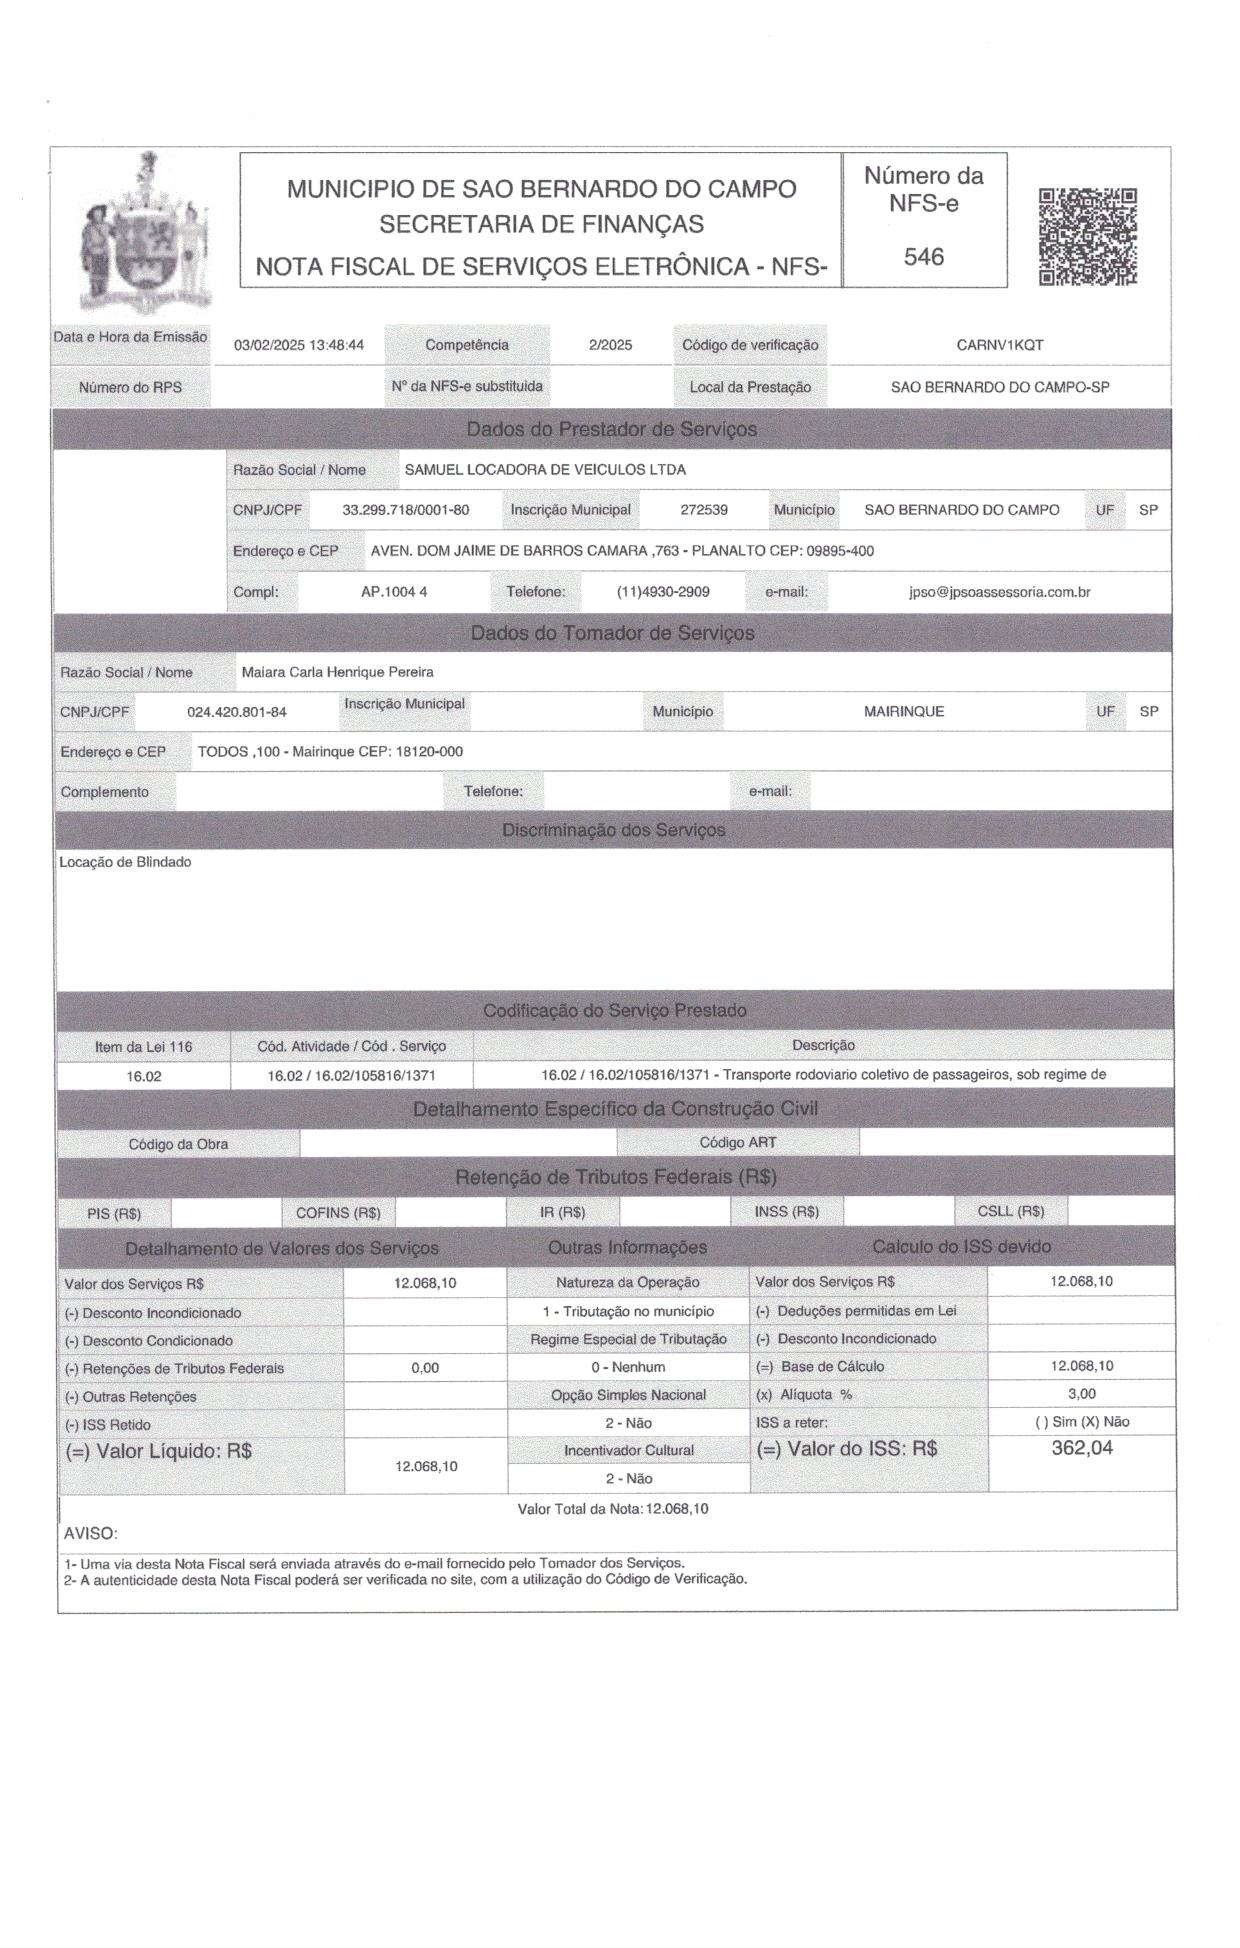 MUNICIPIO DE SAO BERNARDO DO CAMPO
SECRETARIA DE FINANÇAS
NOTA FISCAL DE SERVIÇOS ELETRÔNICA - NFS-
Número da
NFS-e
546
Data e Hora da Emissão 03/02/2025 13:48:44 Competência 2/2025 Código de verificação CARNV1KQT
Número do RPS Nº da NFS-e substituida Local da Prestação SAO BERNARDO DO CAMPO-SP
Dados do Prestador de Serviços
Razão Social / Nome SAMUEL LOCADORA DE VEICULOS LTDA
CNPJ/CPF 33.299.718/0001-80 Inscrição Municipal 272539 Município SAO BERNARDO DO CAMPO UF SP
Endereço e CEP AVEN. DOM JAIME DE BARROS CAMARA ,763 - PLANALTO CEP: 09895-400
Compl: AP.1004 4 Telefone: (11)4930-2909 e-mail: jpso@jpsoassessoria.com.br
Dados do Tomador de Serviços
Razão Social / Nome Maiara Carla Henrique Pereira
CNPJ/CPF 024.420.801-84 Inscrição Municipal Município MAIRINQUE UF SP
Endereço e CEP TODOS ,100 - Mairinque CEP: 18120-000
Complemento Telefone: e-mail:
Discriminação dos Serviços
Locação de Blindado
Codificação do Serviço Prestado
Item da Lei 116 Cód. Atividade / Cód . Serviço Descrição
16.02 16.02 / 16.02/105816/1371 16.02 / 16.02/105816/1371 - Transporte rodoviario coletivo de passageiros, sob regime de
Detalhamento Específico da Construção Civil
Código da Obra Código ART
Retenção de Tributos Federais (R$)
PIS (R$) COFINS (R$) IR (R$) INSS (R$) CSLL (R$)
Detalhamento de Valores dos Serviços Outras Informações Calculo do ISS devido
Valor dos Serviços R$ 12.068,10 Natureza da Operação Valor dos Serviços R$ 12.068,10
(-) Desconto Incondicionado 1 - Tributação no município (-) Deduções permitidas em Lei
(-) Desconto Condicionado Regime Especial de Tributação (-) Desconto Incondicionado
(-) Retenções de Tributos Federais 0,00 0 - Nenhum (=) Base de Cálculo 12.068,10
(-) Outras Retenções Opção Simples Nacional (x) Alíquota % 3,00
(-) ISS Retido 2 - Não ISS a reter: ( ) Sim (X) Não
(=) Valor Líquido: R$ 12.068,10 Incentivador Cultural (=) Valor do ISS: R$ 362,04
2 - Não
Valor Total da Nota: 12.068,10
AVISO:
1- Uma via desta Nota Fiscal será enviada através do e-mail fornecido pelo Tomador dos Serviços.
2- A autenticidade desta Nota Fiscal poderá ser verificada no site, com a utilização do Código de Verificação.